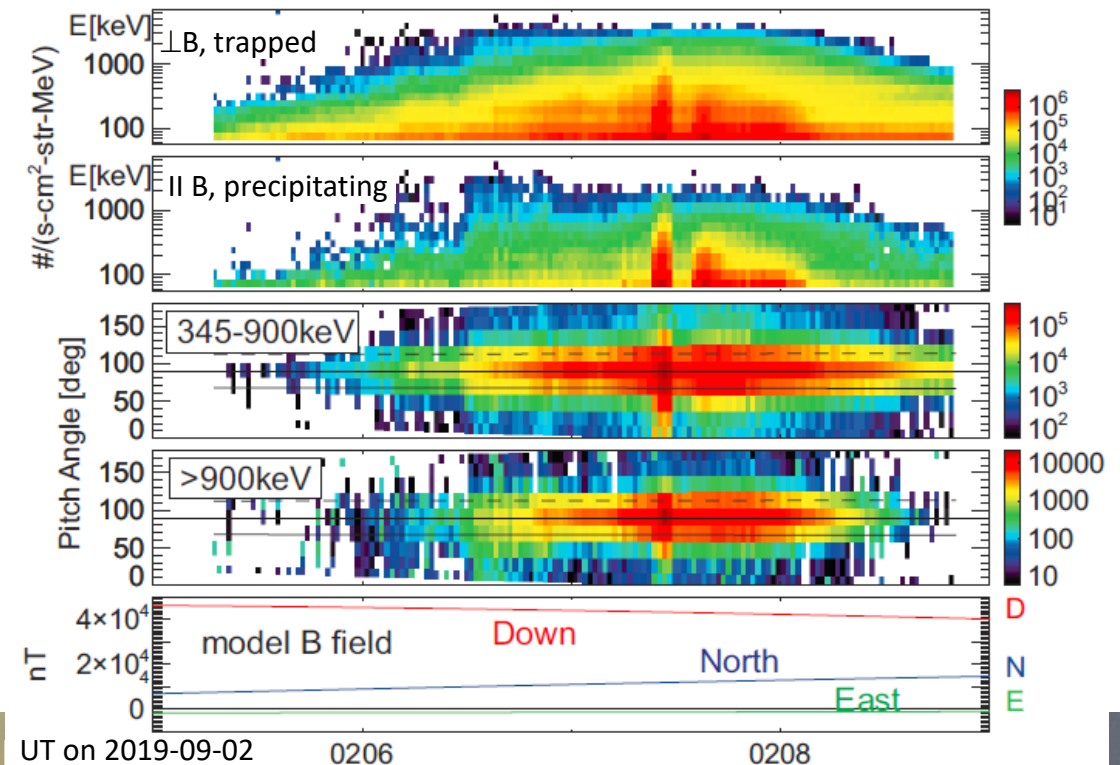 E[keV]
⊥B, trapped
1000
100
#/(s-cm²-str-MeV)
10⁶
10⁵
10⁴
10³
10²
10¹
E[keV]
II B, precipitating
1000
100
345-900keV
150
100
50
0
10⁵
10⁴
10³
10²
Pitch Angle [deg]
>900keV
150
100
50
0
10000
1000
100
10
4×10⁴
2×10⁴
4
0
nT
model B field
Down
North
East
D
N
E
UT on 2019-09-02
0206
0208